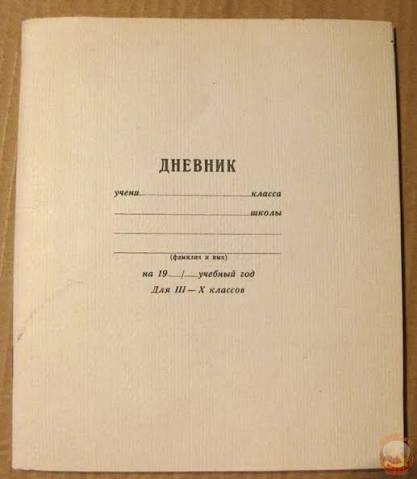 ДНЕВНИК
учени класса
школы
(фамилия и имя)
на 19 / учебный год
Для III — X классов